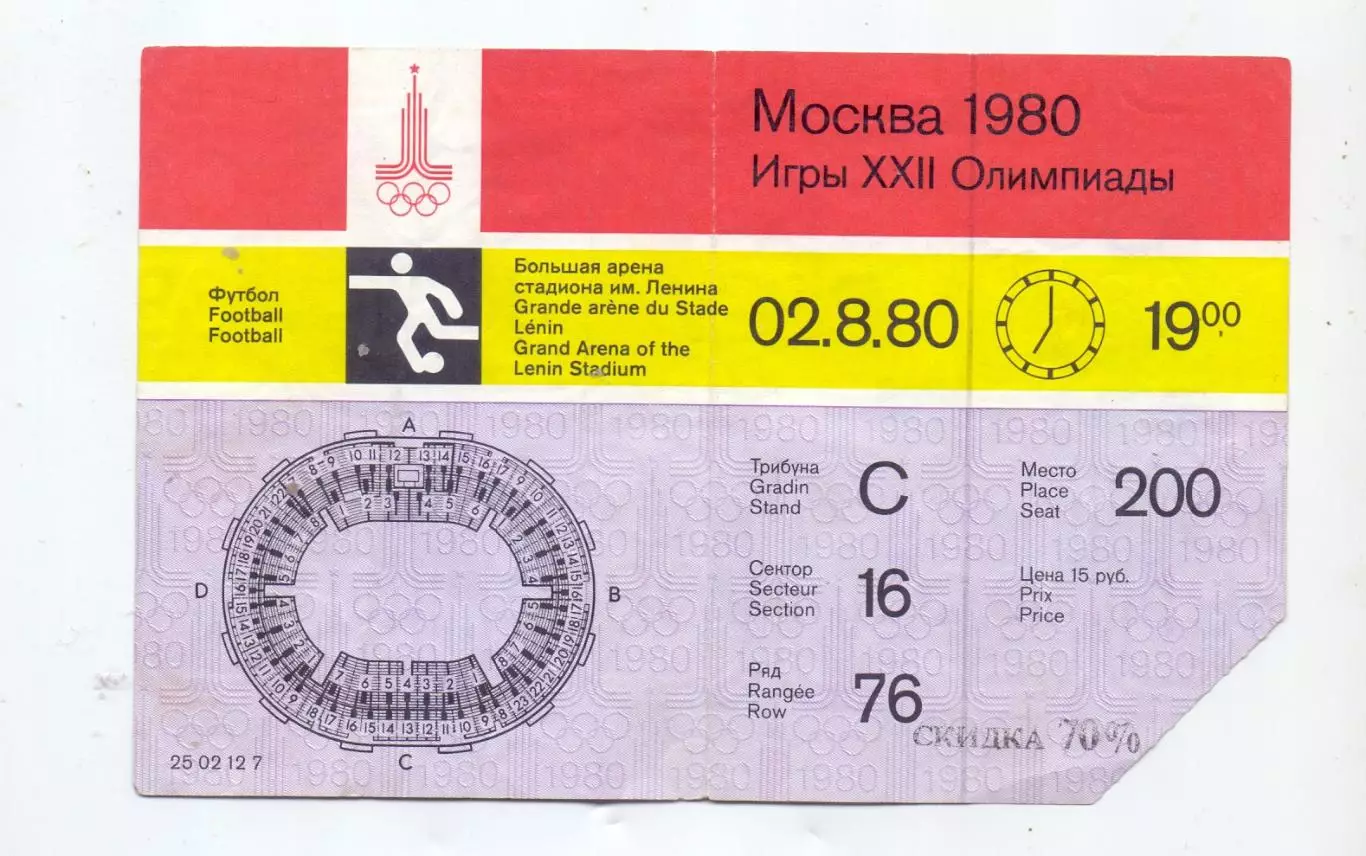 Москва 1980
Игры XXII Олимпиады
Футбол
Football
Football
Большая арена
стадиона им. Ленина
Grande arène du Stade
Lénin
Grand Arena of the
Lenin Stadium
02.8.80
19⁰⁰
A
B
C
D
25 02 12 7
Трибуна
Gradin
Stand
C
Место
Place
Seat
200
Сектор
Secteur
Section
16
Цена 15 руб.
Prix
Price
Ряд
Rangée
Row
76
СКИДКА 70%